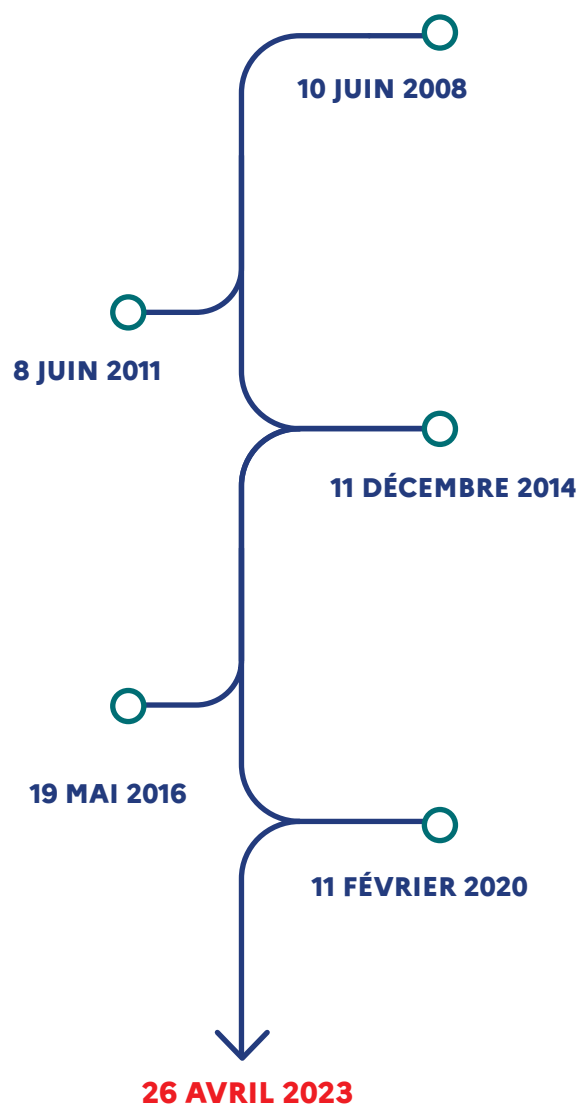 10 JUIN 2008
8 JUIN 2011
11 DÉCEMBRE 2014
19 MAI 2016
11 FÉVRIER 2020
26 AVRIL 2023